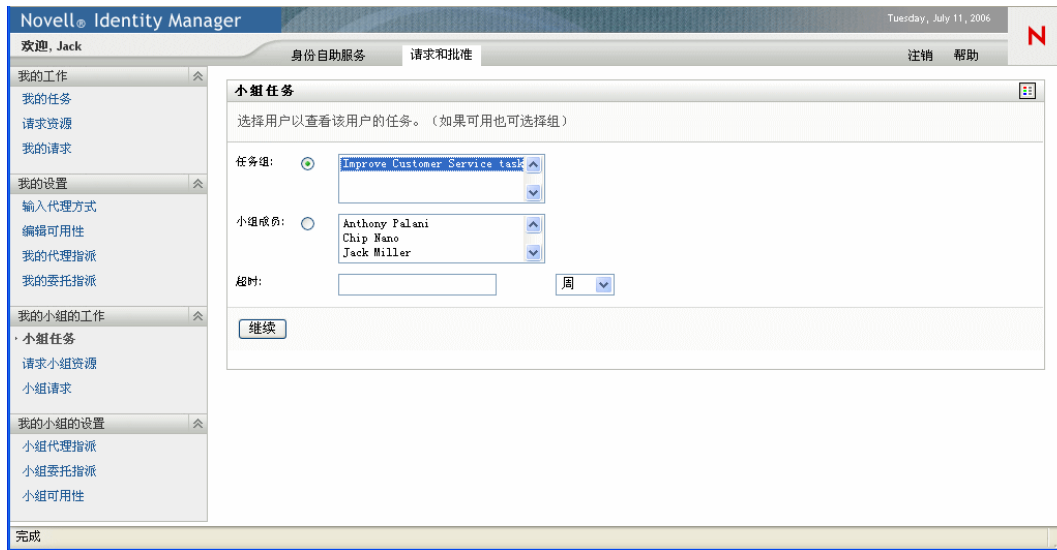 Novell® Identity Manager
Tuesday, July 11, 2006
N
欢迎, Jack
身份自助服务
请求和批准
注销
帮助
我的工作
我的任务
请求资源
我的请求
我的设置
输入代理方式
编辑可用性
我的代理指派
我的委托指派
我的小组的工作
· 小组任务
请求小组资源
小组请求
我的小组的设置
小组代理指派
小组委托指派
小组可用性
小组任务
选择用户以查看该用户的任务。（如果可用也可选择组）
任务组:
Improve Customer Service task
小组成员:
Anthony Palani
Chip Nano
Jack Miller
超时:
周
继续
完成